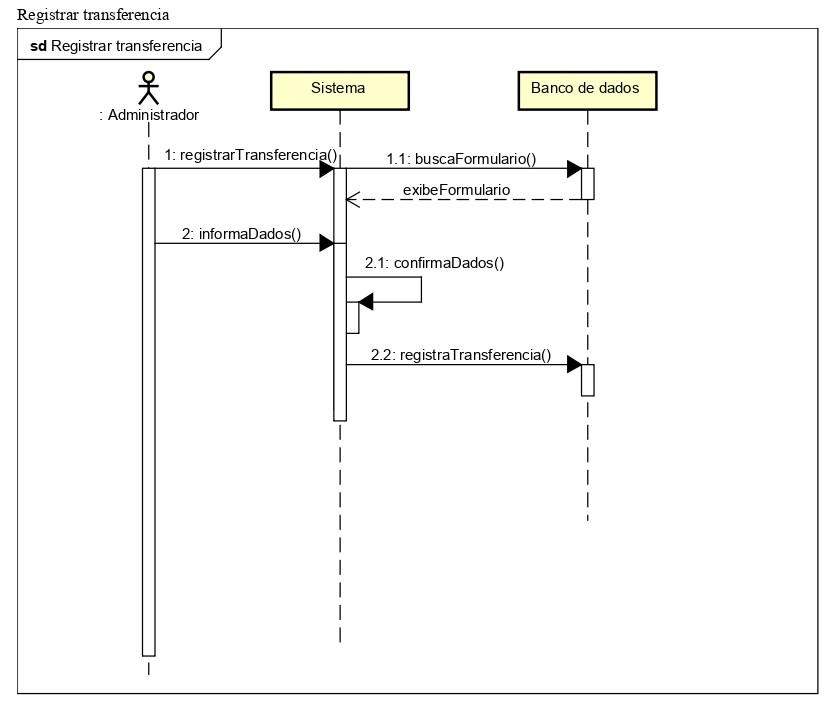 Registrar transferencia
sd Registrar transferencia
: Administrador
Sistema
Banco de dados
1: registrarTransferencia()
1.1: buscaFormulario()
exibeFormulario
2: informaDados()
2.1: confirmaDados()
2.2: registraTransferencia()